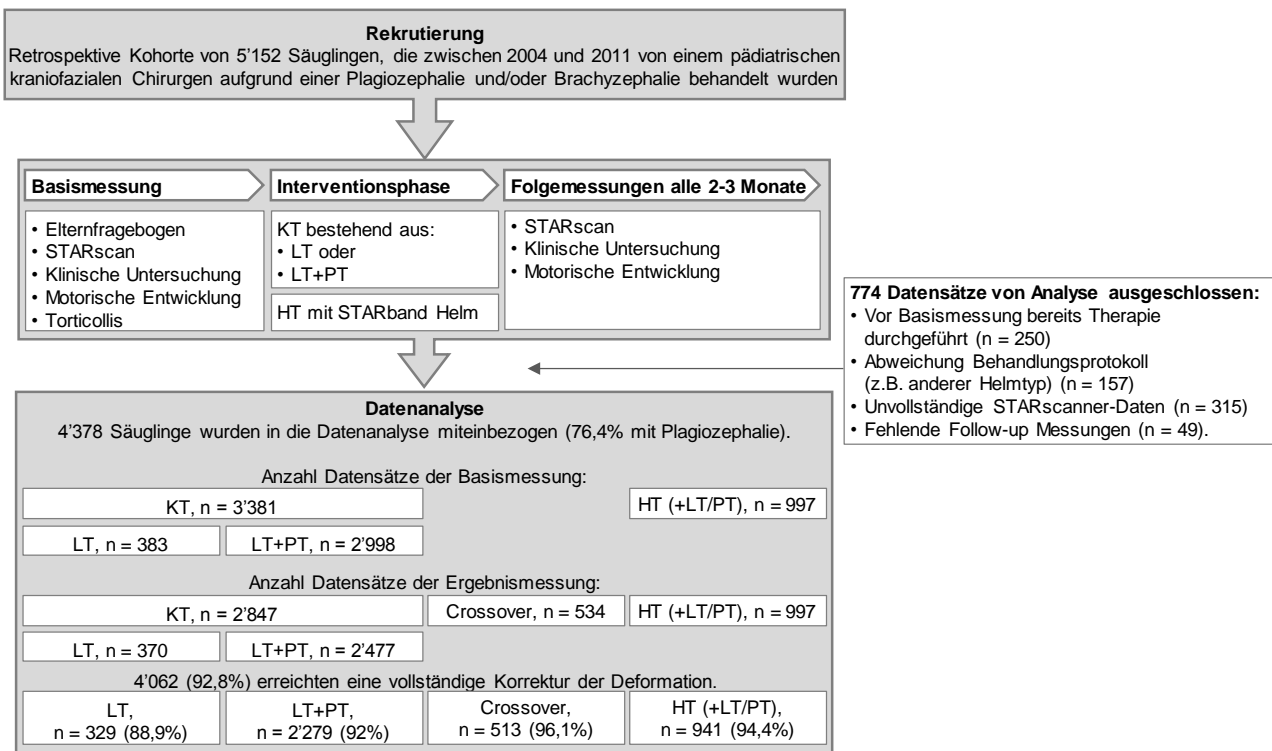 Rekrutierung
Retrospektive Kohorte von 5'152 Säuglingen, die zwischen 2004 und 2011 von einem pädiatrischen
kraniofazialen Chirurgen aufgrund einer Plagiozephalie und/oder Brachyzephalie behandelt wurden
Basismessung
• Elternfragebogen
• STARscan
• Klinische Untersuchung
• Motorische Entwicklung
• Torticollis
Interventionsphase
KT bestehend aus:
• LT oder
• LT+PT
HT mit STARband Helm
Folgemessungen alle 2-3 Monate
• STARscan
• Klinische Untersuchung
• Motorische Entwicklung
774 Datensätze von Analyse ausgeschlossen:
• Vor Basismessung bereits Therapie
durchgeführt (n = 250)
• Abweichung Behandlungsprotokoll
(z.B. anderer Helmtyp) (n = 157)
• Unvollständige STARscanner-Daten (n = 315)
• Fehlende Follow-up Messungen (n = 49).
Datenanalyse
4'378 Säuglinge wurden in die Datenanalyse miteinbezogen (76,4% mit Plagiozephalie).
Anzahl Datensätze der Basismessung:
KT, n = 3'381
HT (+LT/PT), n = 997
LT, n = 383
LT+PT, n = 2'998
Anzahl Datensätze der Ergebnismessung:
KT, n = 2'847
Crossover, n = 534
HT (+LT/PT), n = 997
LT, n = 370
LT+PT, n = 2'477
4'062 (92,8%) erreichten eine vollständige Korrektur der Deformation.
LT,
n = 329 (88,9%)
LT+PT,
n = 2'279 (92%)
Crossover,
n = 513 (96,1%)
HT (+LT/PT),
n = 941 (94,4%)